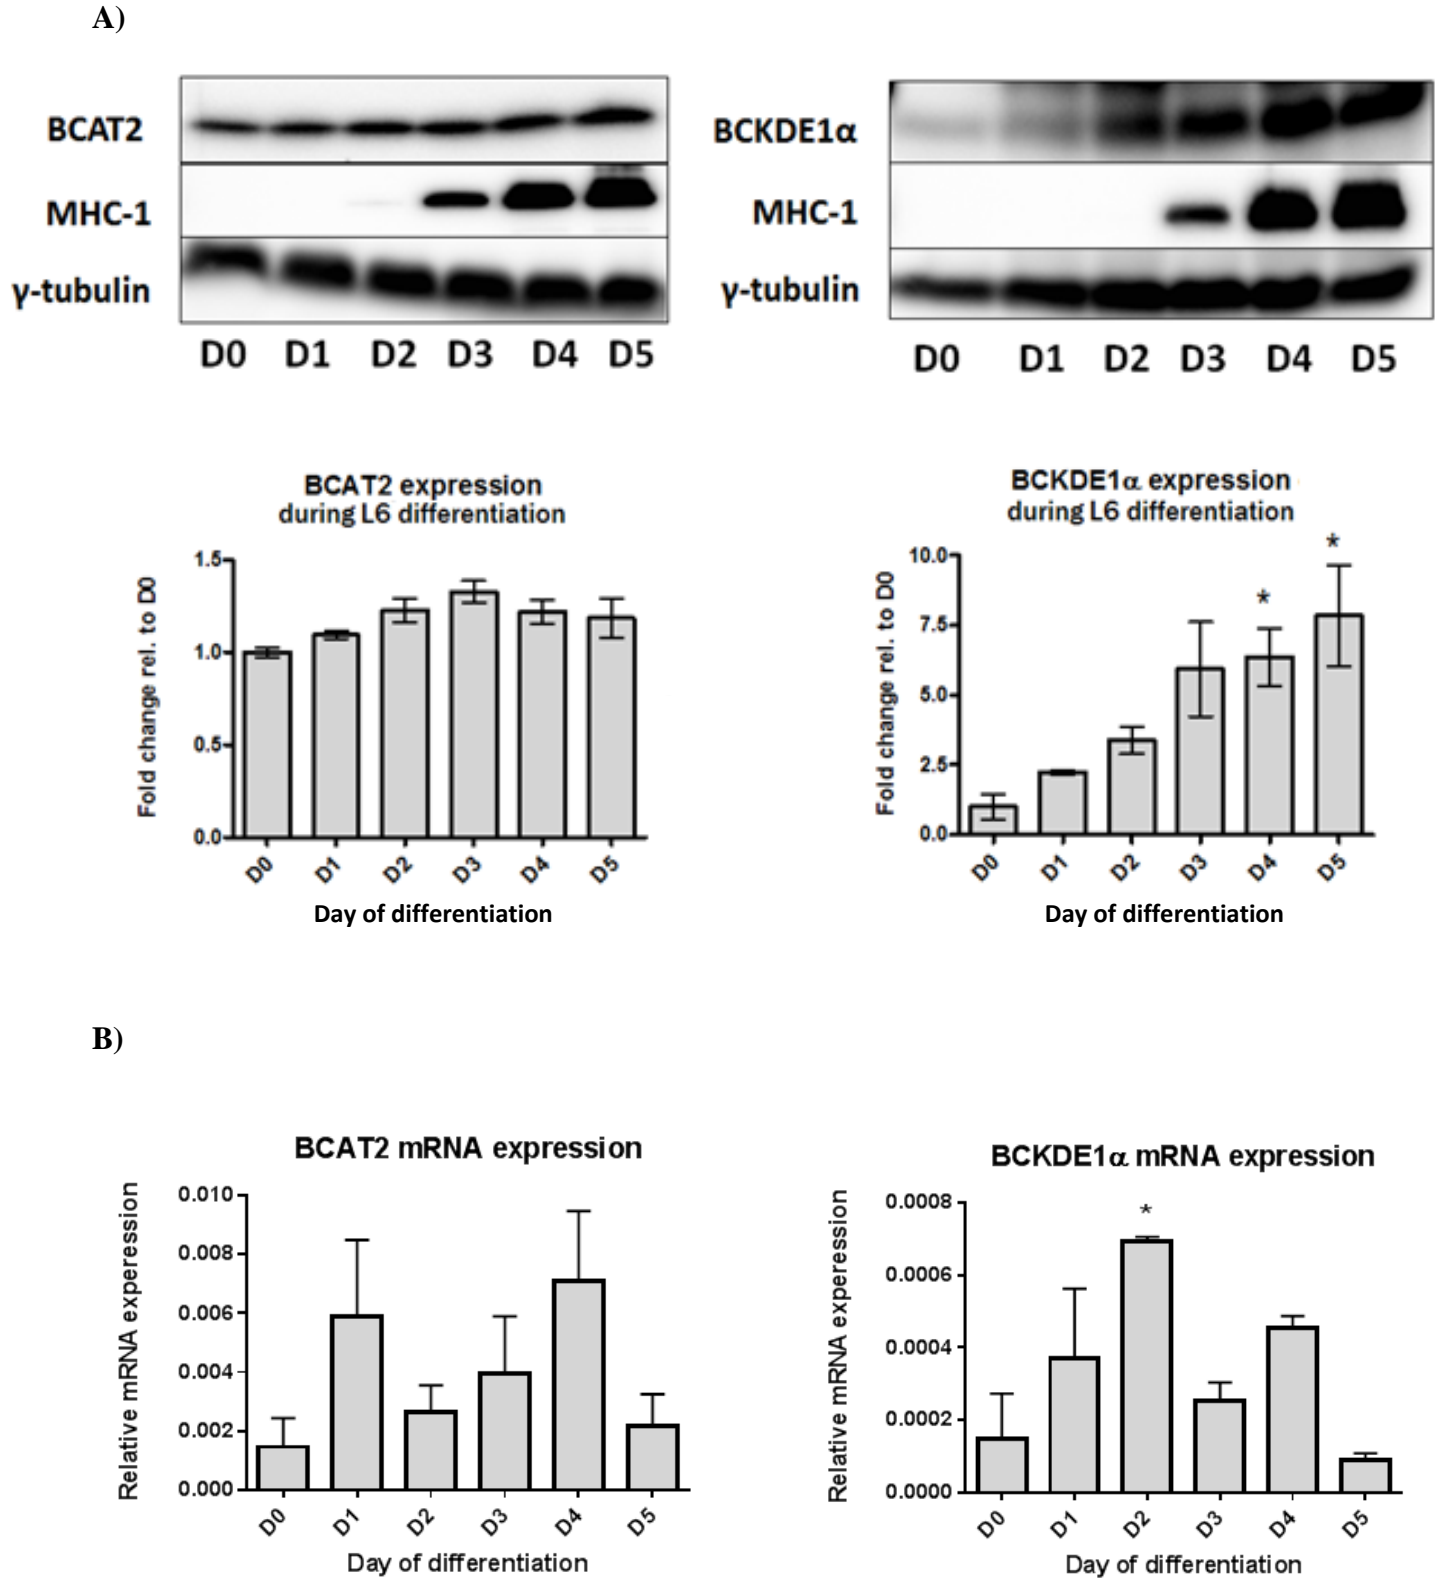 A)
BCAT2
MHC-1
γ-tubulin
D0 D1 D2 D3 D4 D5
BCKDE1α
MHC-1
γ-tubulin
D0 D1 D2 D3 D4 D5
BCAT2 expression
during L6 differentiation
Fold change rel. to D0
1.5
1.0
0.5
0.0
D0 D1 D2 D3 D4 D5
Day of differentiation
BCKDE1α expression
during L6 differentiation
Fold change rel. to D0
10.0
7.5
5.0
2.5
0.0
* *
D0 D1 D2 D3 D4 D5
Day of differentiation
B)
BCAT2 mRNA expression
Relative mRNA experession
0.010
0.008
0.006
0.004
0.002
0.000
D0 D1 D2 D3 D4 D5
Day of differentiation
BCKDE1α mRNA expression
Relative mRNA experession
0.0008
0.0006
0.0004
0.0002
0.0000
*
D0 D1 D2 D3 D4 D5
Day of differentiation